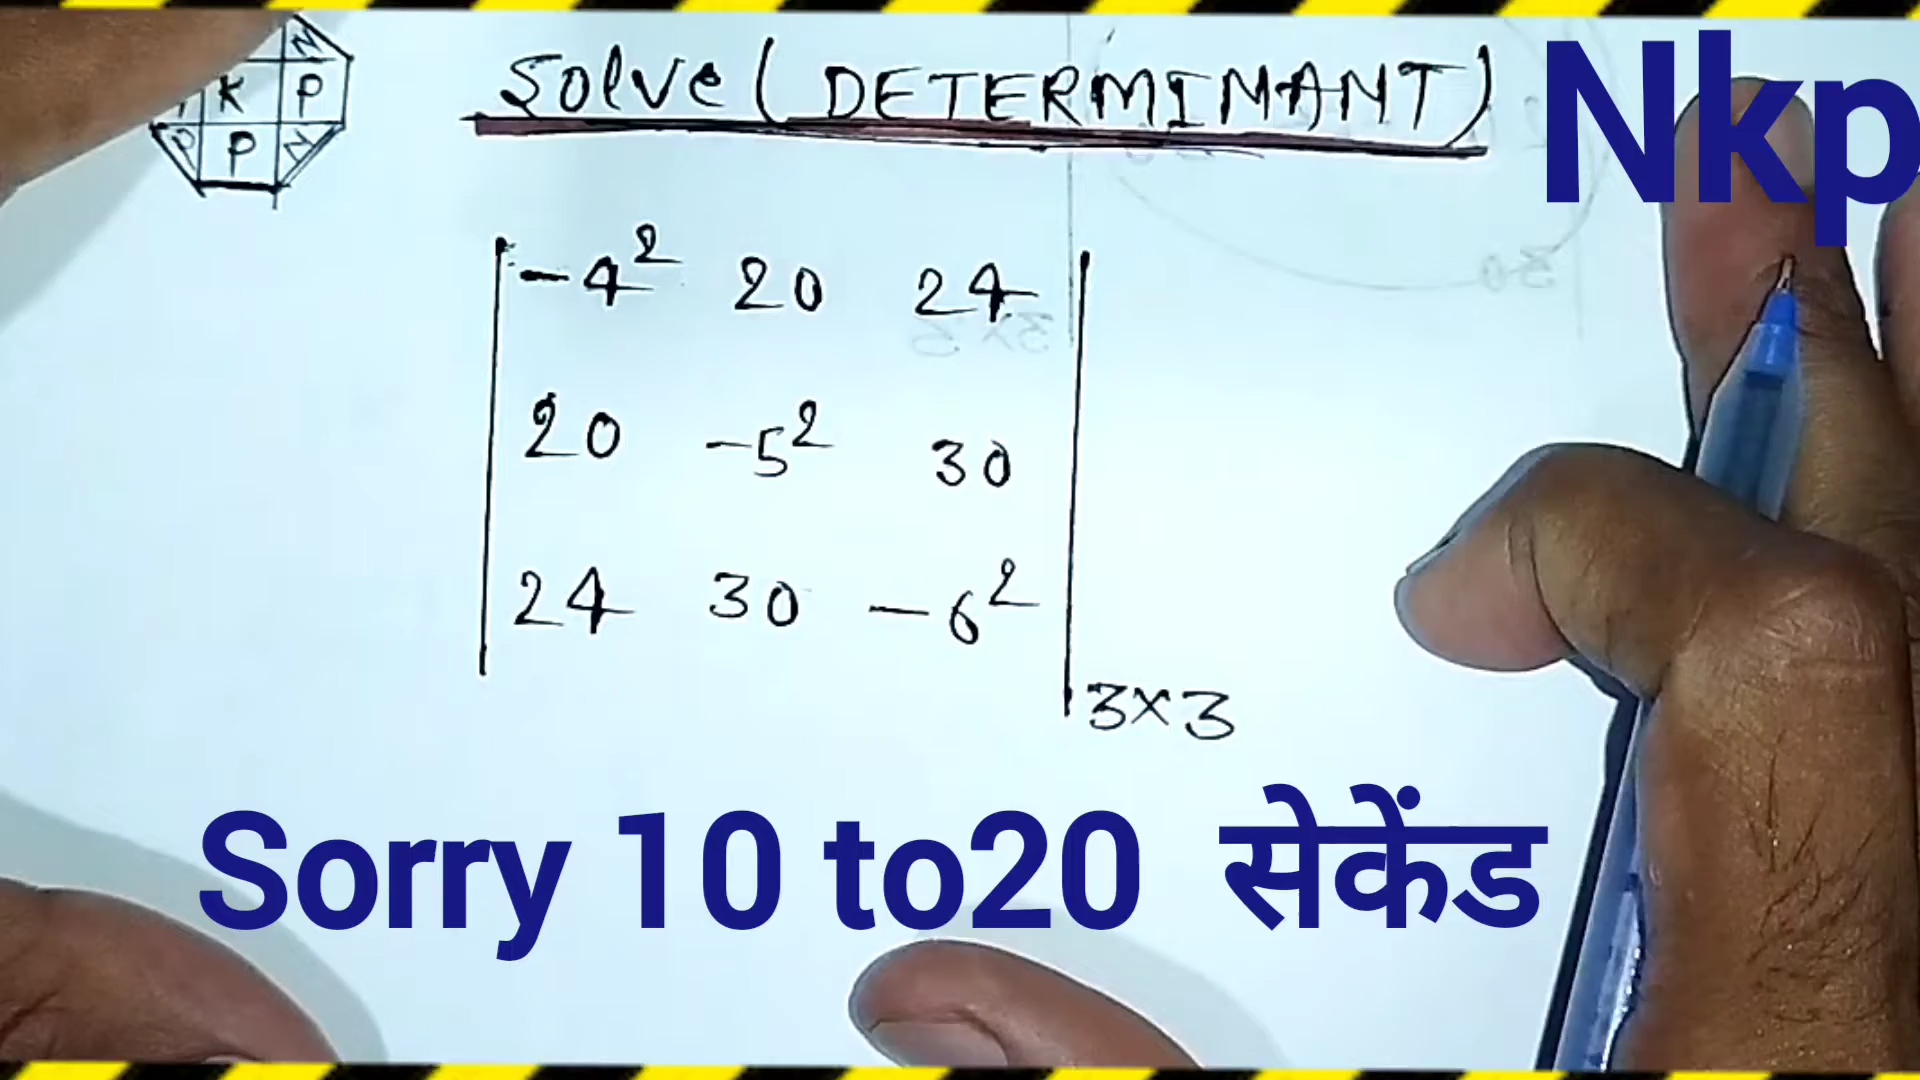 N
K P
P P N
Solve (DETERMIMANT)
Nkp
-4² 20 24
20 -5² 30
24 30 -6²
3×3
Sorry 10 to20 सेकेंड